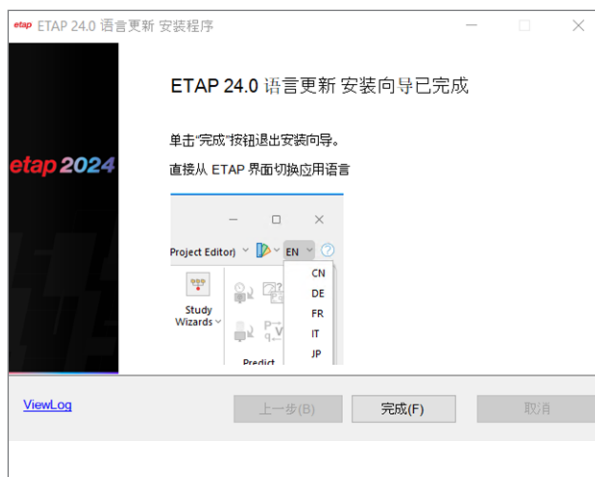 etap ETAP 24.0 语言更新 安装程序
ETAP 24.0 语言更新 安装向导已完成
单击“完成”按钮退出安装向导。
etap 2024
直接从 ETAP 界面切换应用语言
Project Editor)
EN
CN
DE
FR
IT
JP
Study
Wizards
Predict
ViewLog
上一步(B)
完成(F)
取消